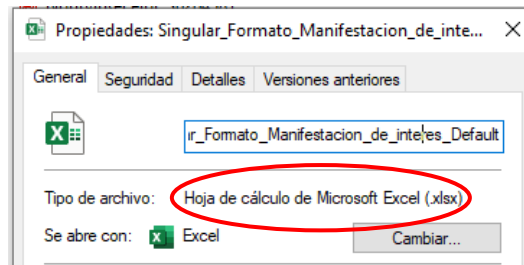 Propiedades: Singular_Formato_Manifestacion_de_inte...
General Seguridad Detalles Versiones anteriores
r_Formato_Manifestacion_de_interes_Default
Tipo de archivo: Hoja de cálculo de Microsoft Excel (.xlsx)
Se abre con: Excel Cambiar...